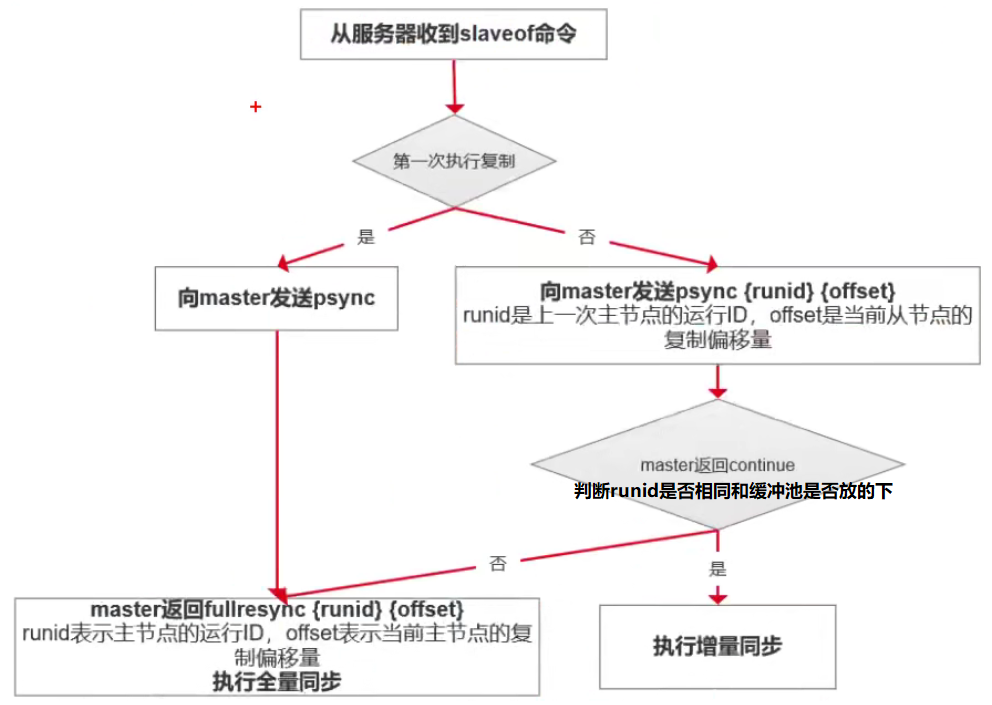 从服务器收到slaveof命令
第一次执行复制
是
否
向master发送psync
向master发送psync {runid} {offset}
runid是上一次主节点的运行ID，offset是当前从节点的
复制偏移量
master返回continue
判断runid是否相同和缓冲池是否放的下
否
是
master返回fullresync {runid} {offset}
runid表示主节点的运行ID，offset表示当前主节点的复
制偏移量
执行全量同步
执行增量同步